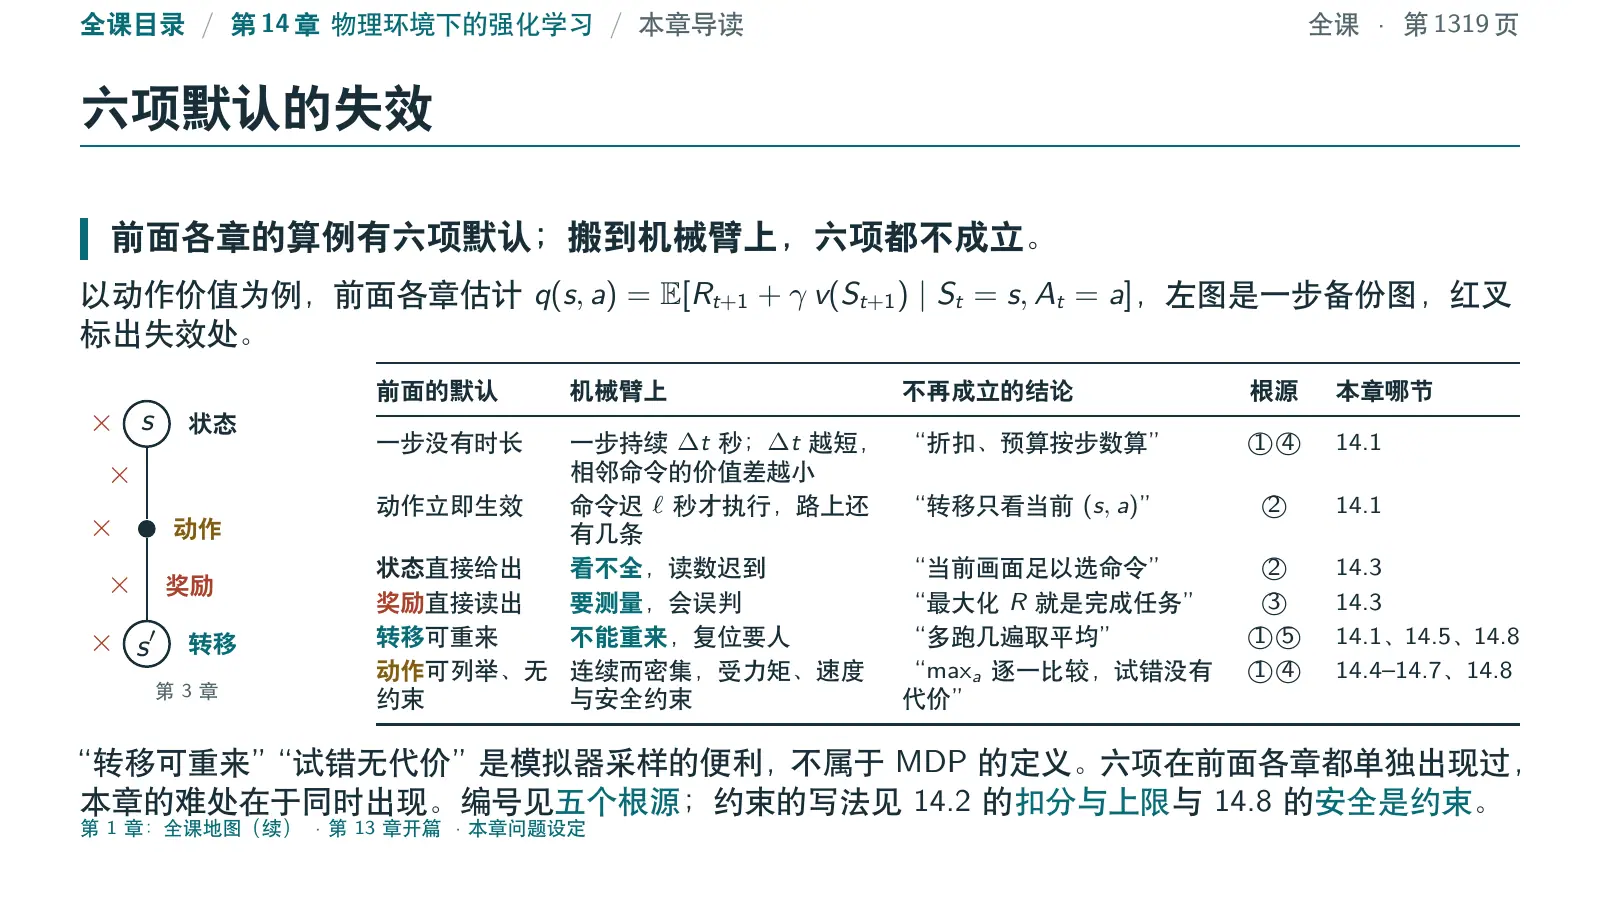 全课目录 / 第 14 章 物理环境下的强化学习 / 本章导读
全课 · 第 1319 页
六项默认的失效
前面各章的算例有六项默认；搬到机械臂上，六项都不成立。
以动作价值为例，前面各章估计 q(s, a) = 𝔼[R_{t+1} + γ v(S_{t+1}) | S_t = s, A_t = a]，左图是一步备份图，红叉
标出失效处。
× s 状态
×
× 动作
× 奖励
× s′ 转移
第 3 章
前面的默认 机械臂上 不再成立的结论 根源 本章哪节
一步没有时长 一步持续 Δt 秒；Δt 越短， “折扣、预算按步数算” ①④ 14.1
相邻命令的价值差越小
动作立即生效 命令迟 ℓ 秒才执行，路上还 “转移只看当前 (s, a)” ② 14.1
有几条
状态直接给出 看不全，读数迟到 “当前画面足以选命令” ② 14.3
奖励直接读出 要测量，会误判 “最大化 R 就是完成任务” ③ 14.3
转移可重来 不能重来，复位要人 “多跑几遍取平均” ①⑤ 14.1、14.5、14.8
动作可列举、无 连续而密集，受力矩、速度 “max_a 逐一比较，试错没有 ①④ 14.4–14.7、14.8
约束 与安全约束 代价”
“转移可重来”“试错无代价”是模拟器采样的便利，不属于 MDP 的定义。六项在前面各章都单独出现过，
本章的难处在于同时出现。编号见五个根源；约束的写法见 14.2 的扣分与上限与 14.8 的安全是约束。
第 1 章：全课地图（续） · 第 13 章开篇 · 本章问题设定